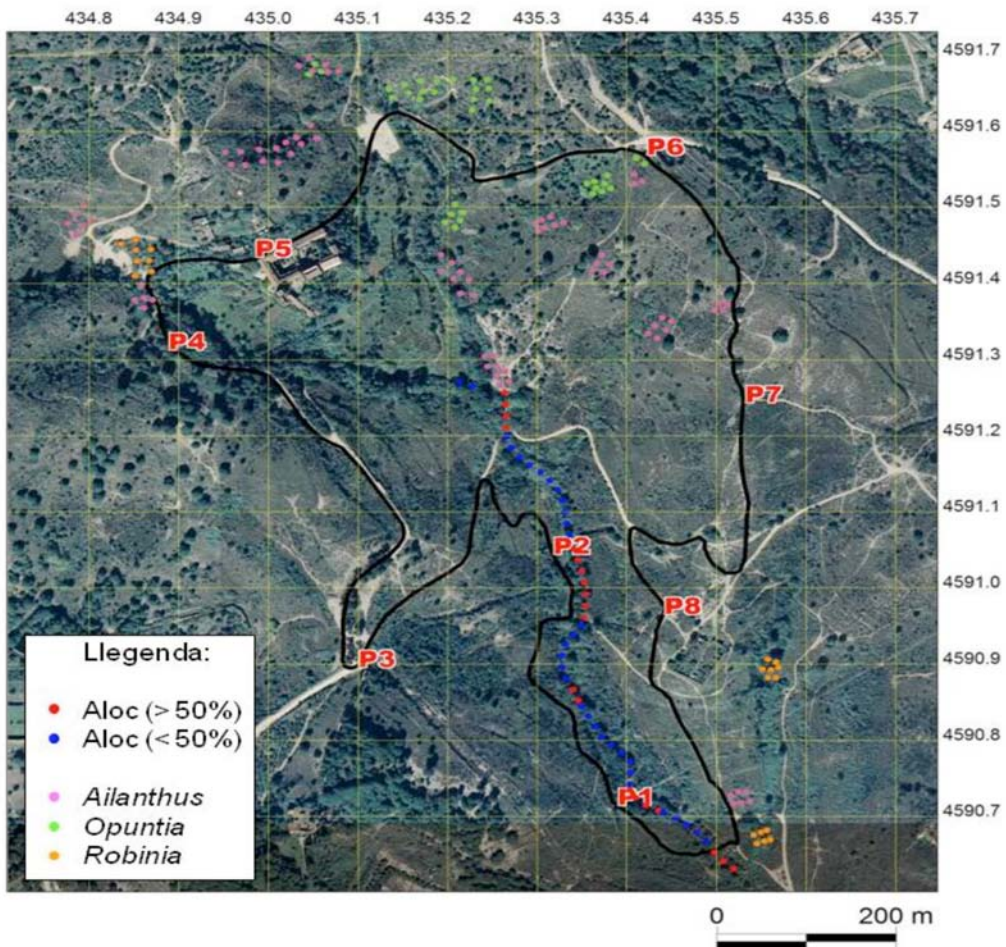 434.8 434.9 435.0 435.1 435.2 435.3 435.4 435.5 435.6 435.7
4591.7
4591.6
P6
4591.5
P5
4591.4
P4
4591.3
P7
4591.2
4591.1
P2
4591.0
P8
P3
4590.9
4590.8
P1
4590.7
Llegenda:
Aloc (> 50%)
Aloc (< 50%)
Ailanthus
Opuntia
Robinia
0 200 m